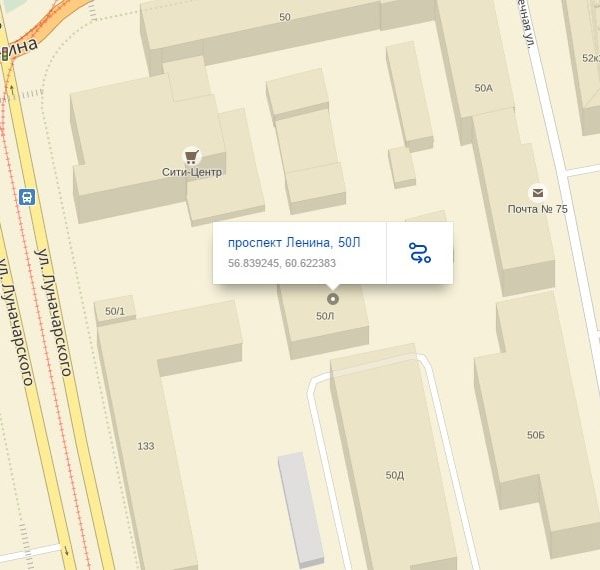 50
ина
ечная ул.
52к
50А
Сити-Центр
Почта № 75
проспект Ленина, 50Л
56.839245, 60.622383
ул. Луначарского
ул. Луначарского
50/1
50Л
133
50Б
50Д